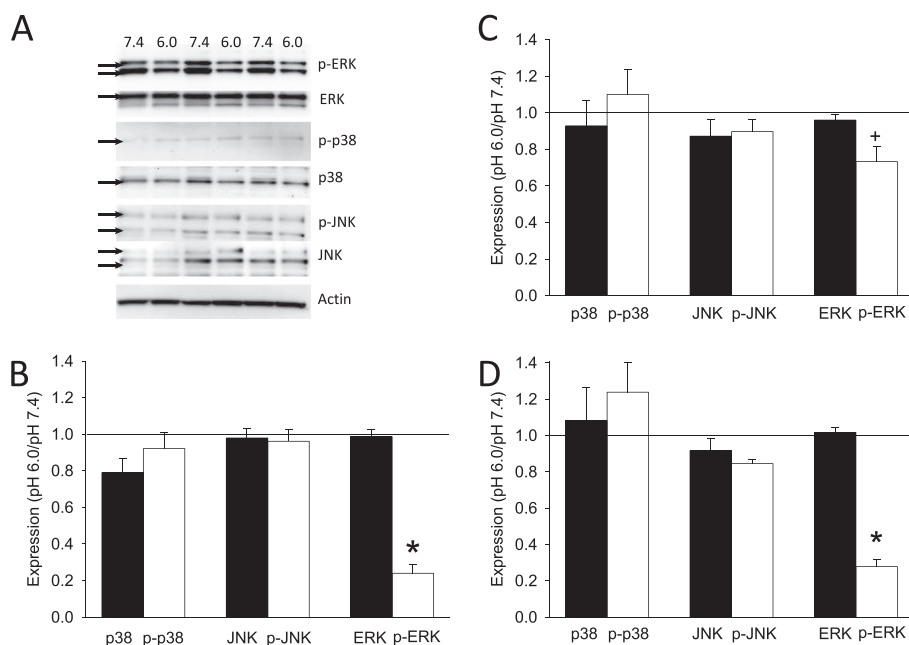 A
7.4 6.0 7.4 6.0 7.4 6.0
p-ERK
ERK
p-p38
p38
p-JNK
JNK
Actin
C
Expression (pH 6.0/pH 7.4)
1.4
1.2
1.0
0.8
0.6
0.4
0.2
0.0
+
p38 p-p38 JNK p-JNK ERK p-ERK
B
Expression (pH 6.0/pH 7.4)
1.4
1.2
1.0
0.8
0.6
0.4
0.2
0.0
*
p38 p-p38 JNK p-JNK ERK p-ERK
D
Expression (pH 6.0/pH 7.4)
1.4
1.2
1.0
0.8
0.6
0.4
0.2
0.0
*
p38 p-p38 JNK p-JNK ERK p-ERK